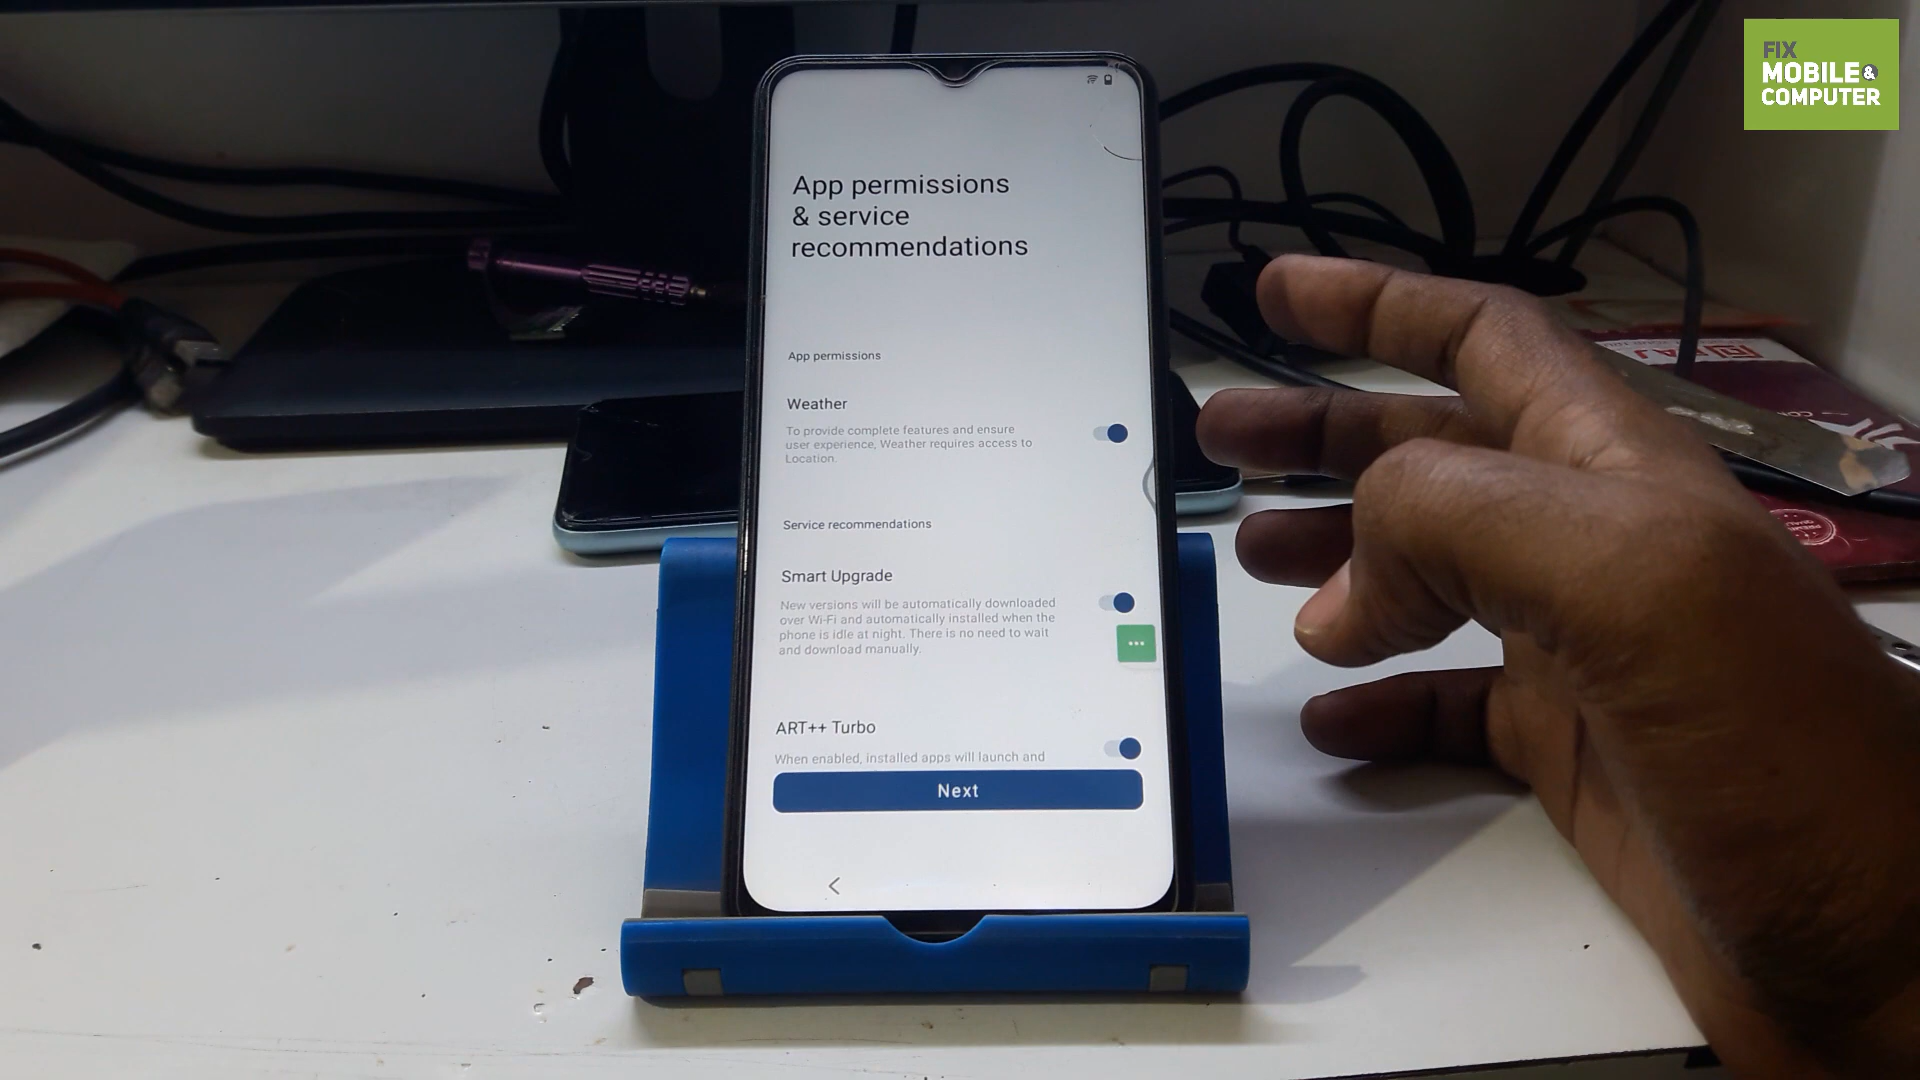 FIX
MOBILE &
COMPUTER
App permissions
& service
recommendations
App permissions
Weather
To provide complete features and ensure
user experience, Weather requires access to
Location.
Service recommendations
Smart Upgrade
New versions will be automatically downloaded
over Wi-Fi and automatically installed when the
phone is idle at night. There is no need to wait
and download manually.
ART++ Turbo
When enabled, installed apps will launch and
Next